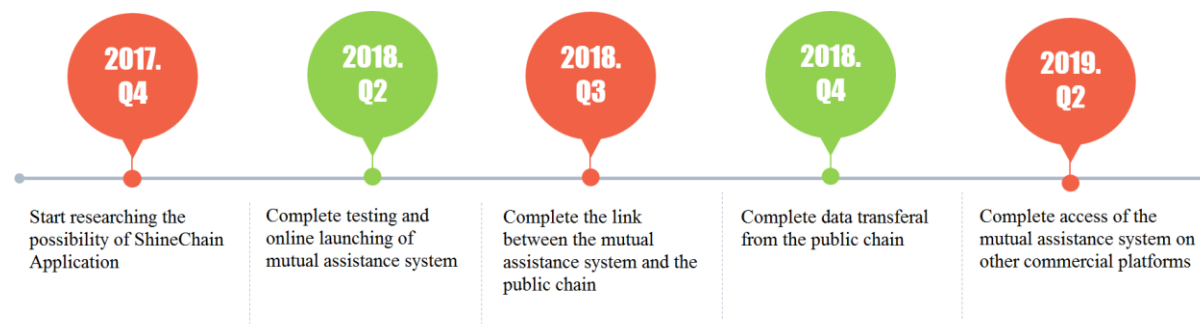 2017.
Q4
2018.
Q2
2018.
Q3
2018.
Q4
2019.
Q2
Start researching the
possibility of ShineChain
Application
Complete testing and
online launching of
mutual assistance system
Complete the link
between the mutual
assistance system and the
public chain
Complete data transferal
from the public chain
Complete access of the
mutual assistance system on
other commercial platforms